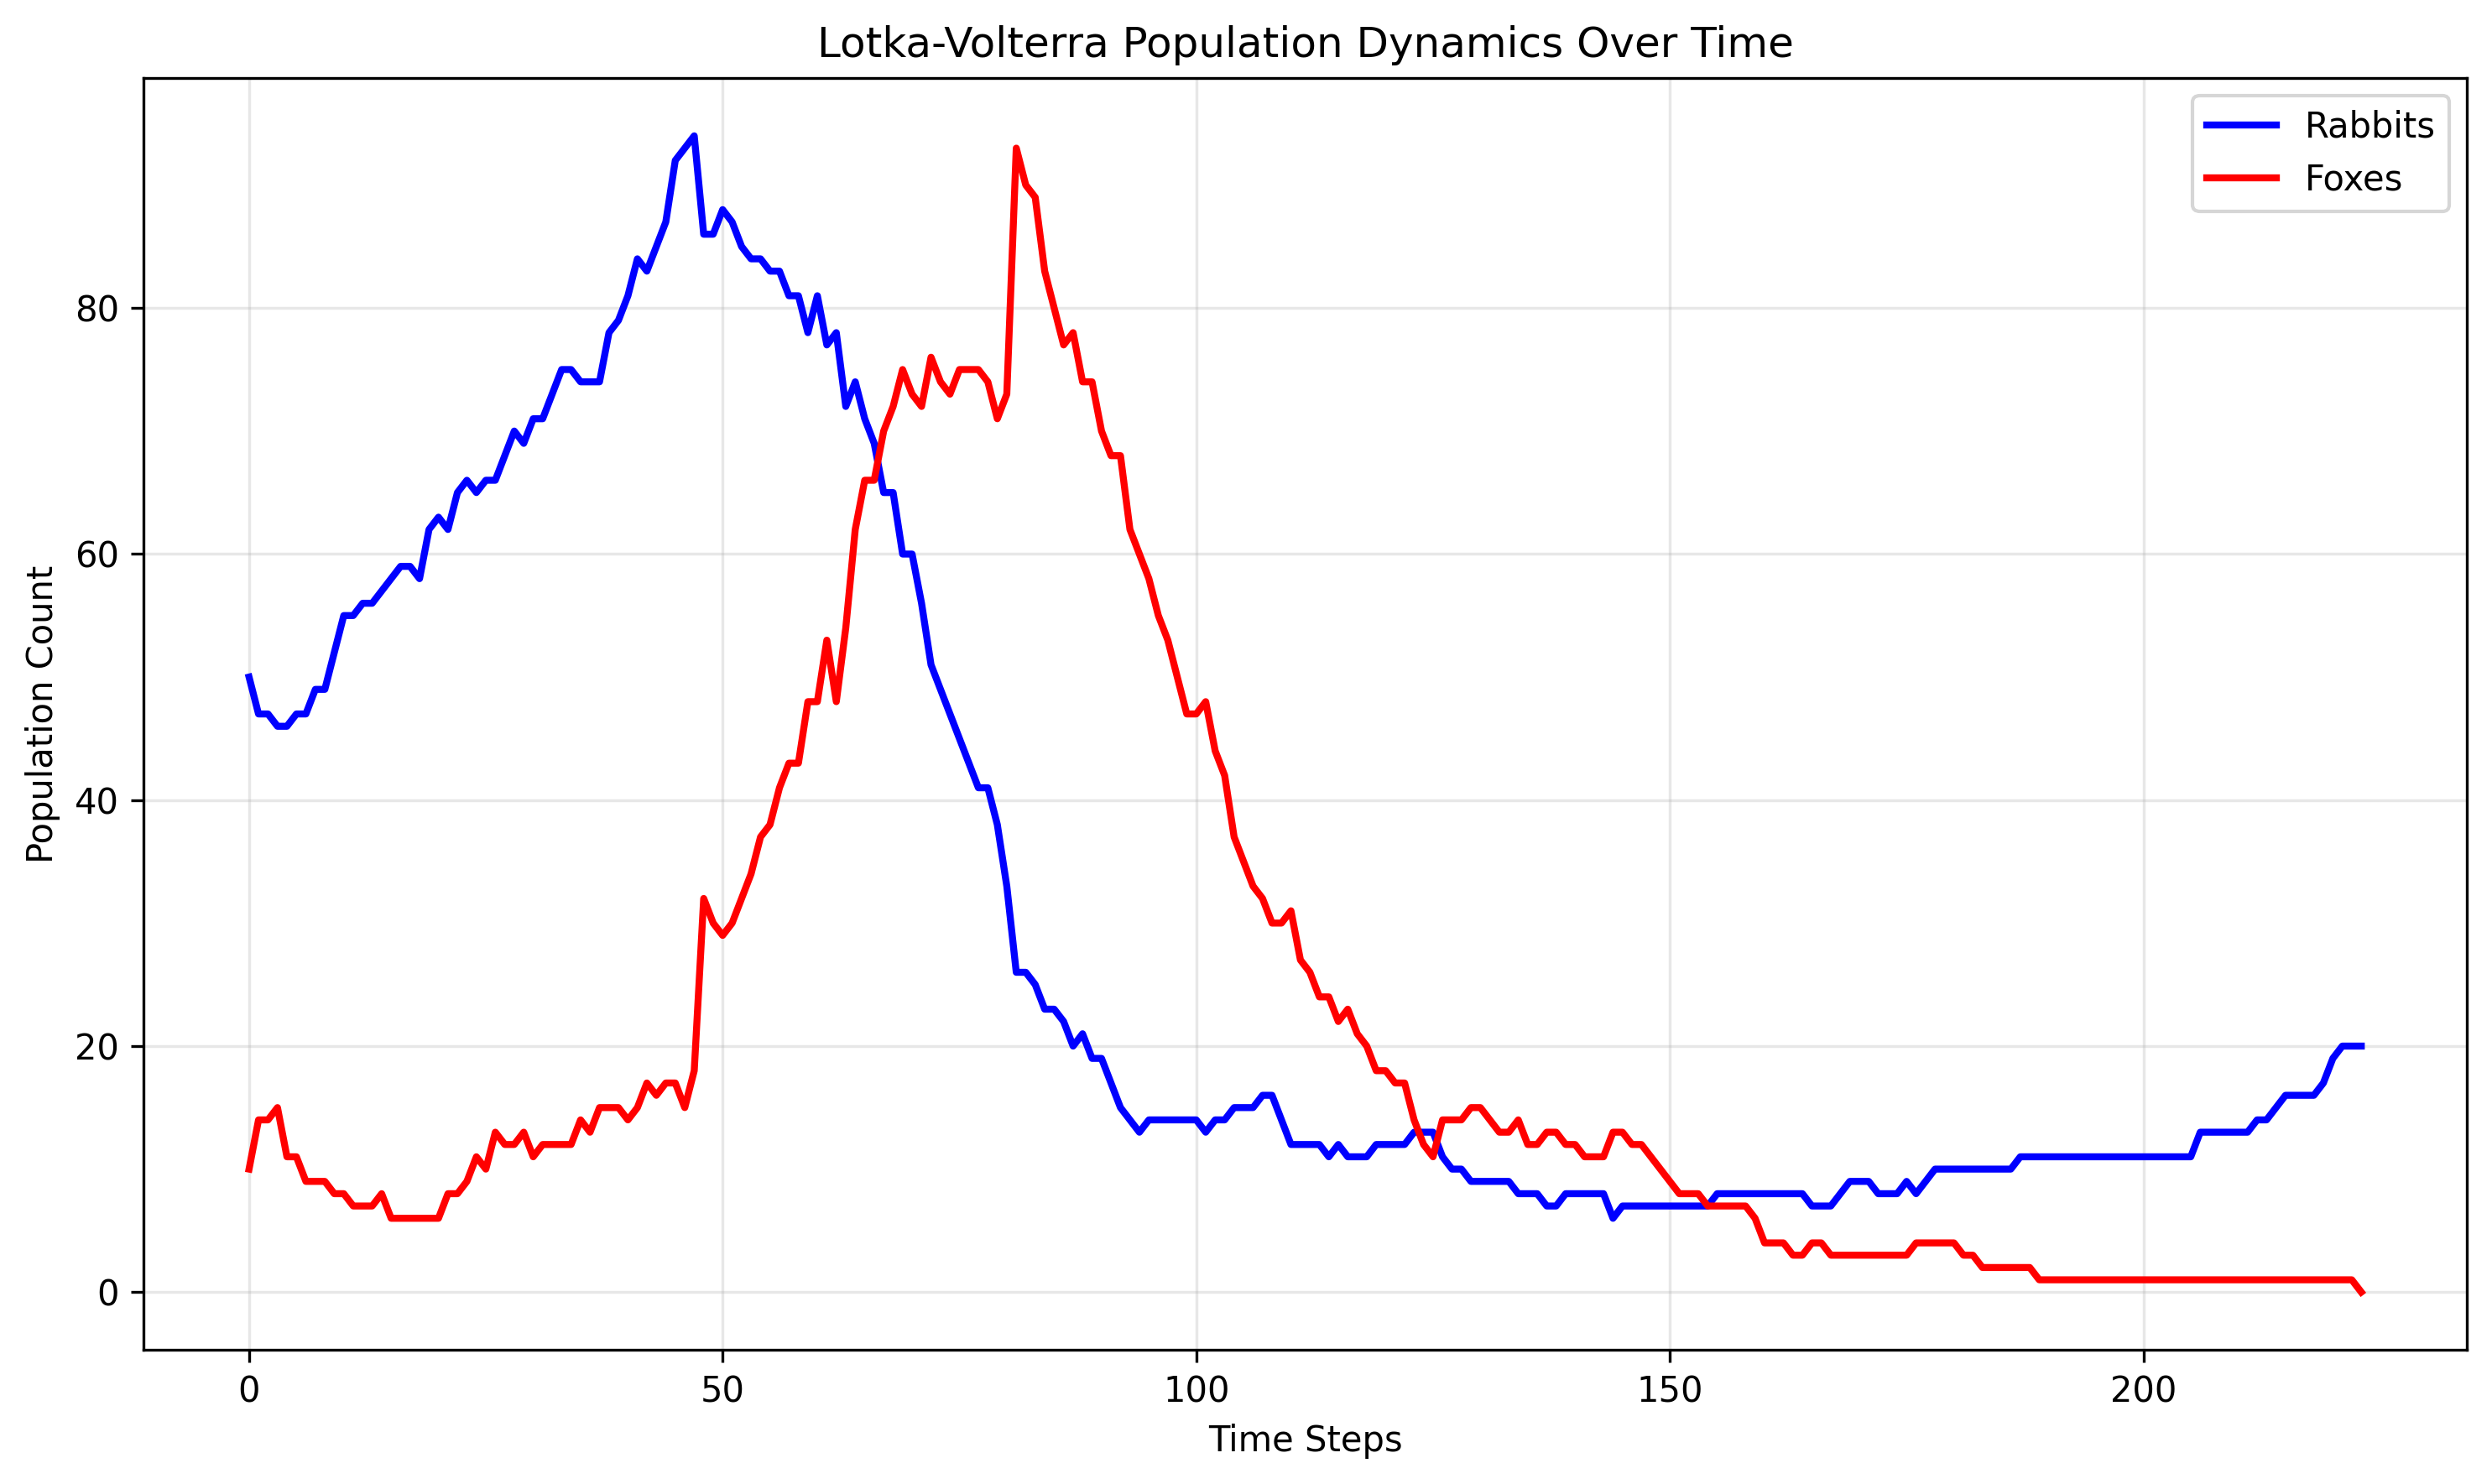 Lotka-Volterra Population Dynamics Over Time
Rabbits
Foxes
Population Count
80
60
40
20
0
0 50 100 150 200
Time Steps